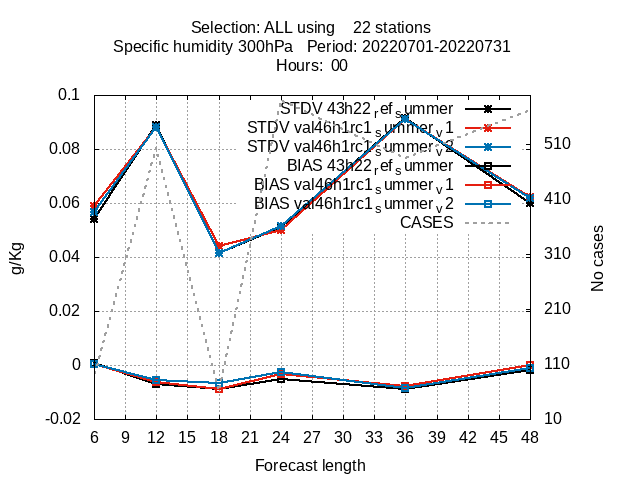 Selection: ALL using 22 stations
Specific humidity 300hPa Period: 20220701-20220731
Hours: 00
0.1
0.08
0.06
0.04
0.02
0
-0.02
g/Kg
STDV 43h22_ref_summer
STDV val46h1rc1_summer_v1
STDV val46h1rc1_summer_v2
BIAS 43h22_ref_summer
BIAS val46h1rc1_summer_v1
BIAS val46h1rc1_summer_v2
CASES
510
410
310
210
110
10
No cases
6 9 12 15 18 21 24 27 30 33 36 39 42 45 48
Forecast length